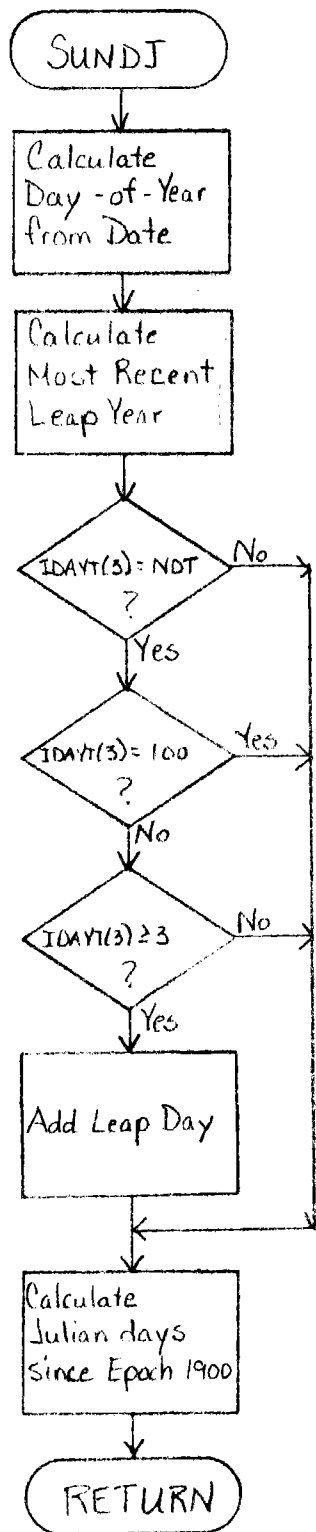 SUNDJ
Calculate
Day-of-Year
from Date
Calculate
Most Recent
Leap Year
IDAYT(3) = NDT
?
No
Yes
IDAYT(3) = 100
?
Yes
No
IDAYT(3) ≥ 3
?
No
Yes
Add Leap Day
Calculate
Julian days
since Epoch 1900
RETURN